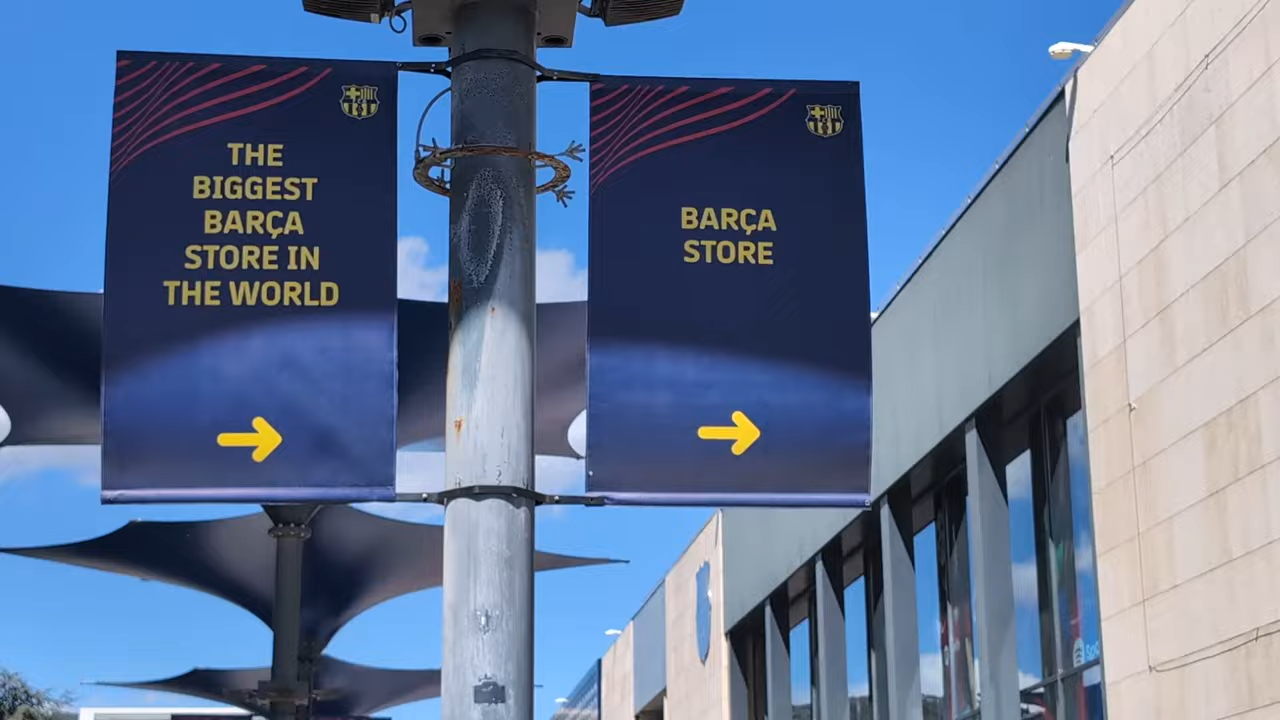 THE
BIGGEST
BARÇA
STORE IN
THE WORLD
BARÇA
STORE